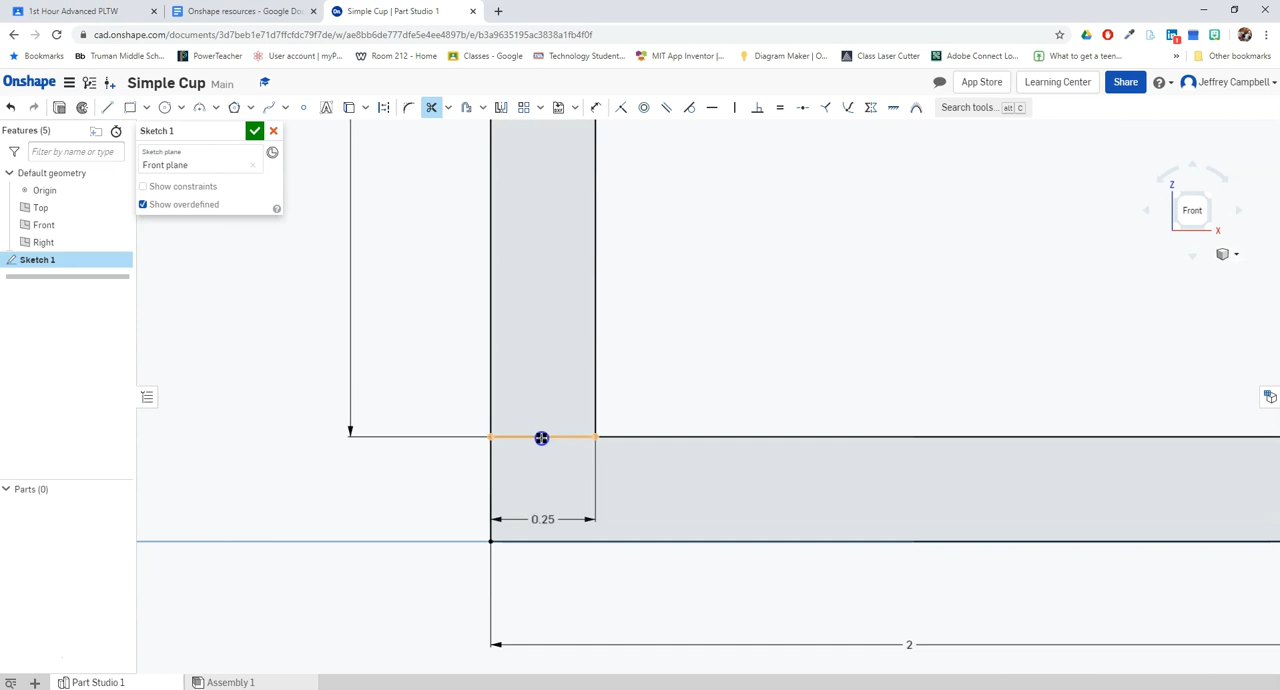 1st Hour Advanced PLTW
Onshape resources - Google Doc
Simple Cup | Part Studio 1
cad.onshape.com/documents/3d7beb1e71d7ffcfdc79f7de/w/ae8bb6de777dfe5e4ee4897b/e/b3a9635195ac3838a1fb4f0f
Bookmarks
Truman Middle Sch...
PowerTeacher
User account | myP...
Room 212 - Home
Classes - Google
Technology Student...
MIT App Inventor |...
Diagram Maker | O...
Class Laser Cutter
Adobe Connect Lo...
What to get a teen...
»
Other bookmarks
Onshape
Simple Cup Main
App Store
Learning Center
Share
Jeffrey Campbell
Search tools... alt C
Features (5)
Filter by name or type
Default geometry
Origin
Top
Front
Right
Sketch 1
Parts (0)
Sketch 1
Sketch plane
Front plane
Show constraints
Show overdefined
0.25
2
Z
Front
X
Part Studio 1
Assembly 1